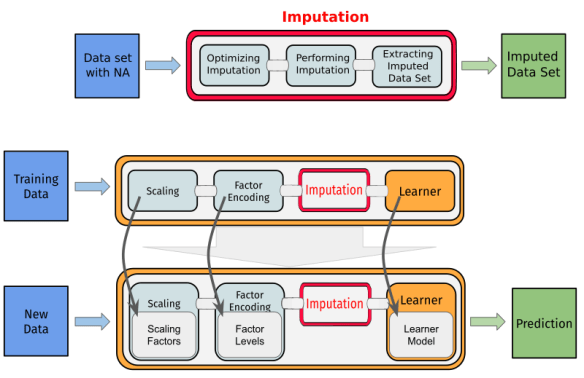 Imputation
Data set
with NA
Optimizing
Imputation
Performing
Imputation
Extracting
Imputed
Data Set
Imputed
Data Set
Training
Data
Scaling
Factor
Encoding
Imputation
Learner
New
Data
Scaling
Scaling
Factors
Factor
Encoding
Factor
Levels
Imputation
Learner
Learner
Model
Prediction